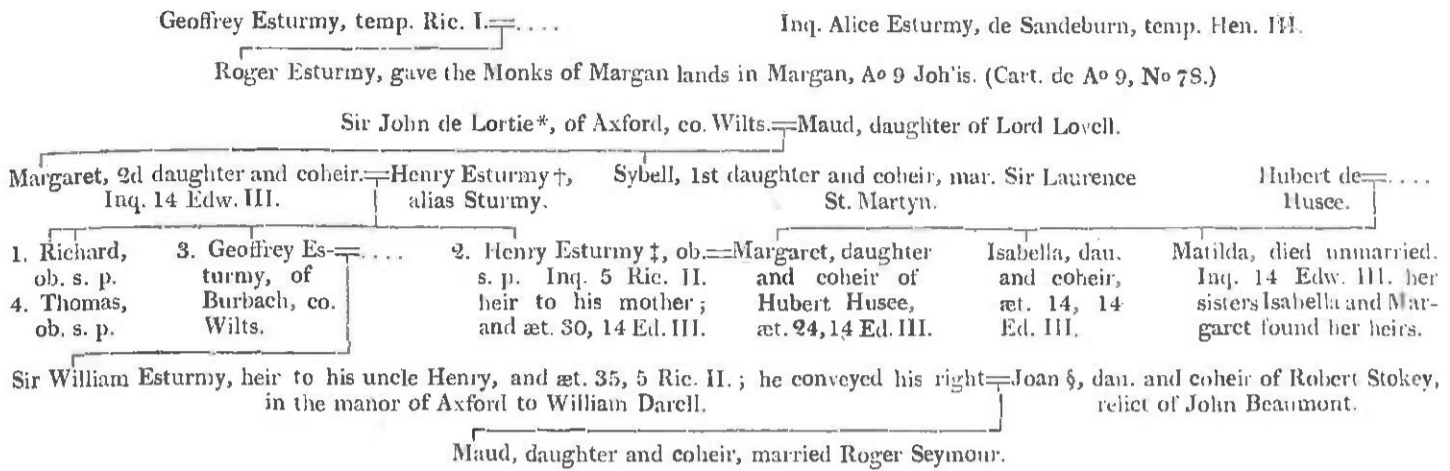 Geoffrey Esturmy, temp. Ric. I.=.... Inq. Alice Esturmy, de Sandeburn, temp. Hen. III.
Roger Esturmy, gave the Monks of Margan lands in Margan, Ao 9 Joh'is. (Cart. de Ao 9, No 78.)
Sir John de Lortie*, of Axford, co. Wilts.=Maud, daughter of Lord Lovell.
Margaret, 2d daughter and coheir.=Henry Esturmy †, Sybell, 1st daughter and coheir, mar. Sir Laurence Hubert de=....
Inq. 14 Edw. III. alias Sturmy. St. Martyn. Husee.
1. Richard, 3. Geoffrey Es-=.... 2. Henry Esturmy ‡, ob.=Margaret, daughter Isabella, dau. Matilda, died unmarried.
ob. s. p. turmy, of s. p. Inq. 5 Ric. II. and coheir of and coheir, Inq. 14 Edw. III. her
4. Thomas, Burbach, co. heir to his mother; Hubert Husee, æt. 14, 14 sisters Isabella and Mar-
ob. s. p. Wilts. and æt. 30, 14 Ed. III. æt. 24, 14 Ed. III. Ed. III. garet found her heirs.
Sir William Esturmy, heir to his uncle Henry, and æt. 35, 5 Ric. II.; he conveyed his right=Joan §, dan. and coheir of Robert Stokey,
in the manor of Axford to William Darell. relict of John Beaumont.
Maud, daughter and coheir, married Roger Seymour.